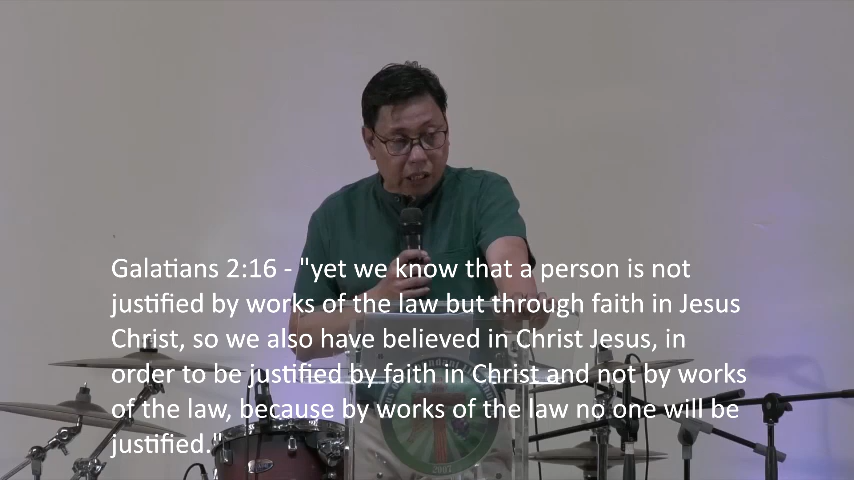 Galatians 2:16 - "yet we know that a person is not
justified by works of the law but through faith in Jesus
Christ, so we also have believed in Christ Jesus, in
order to be justified by faith in Christ and not by works
of the law, because by works of the law no one will be
justified."
2007